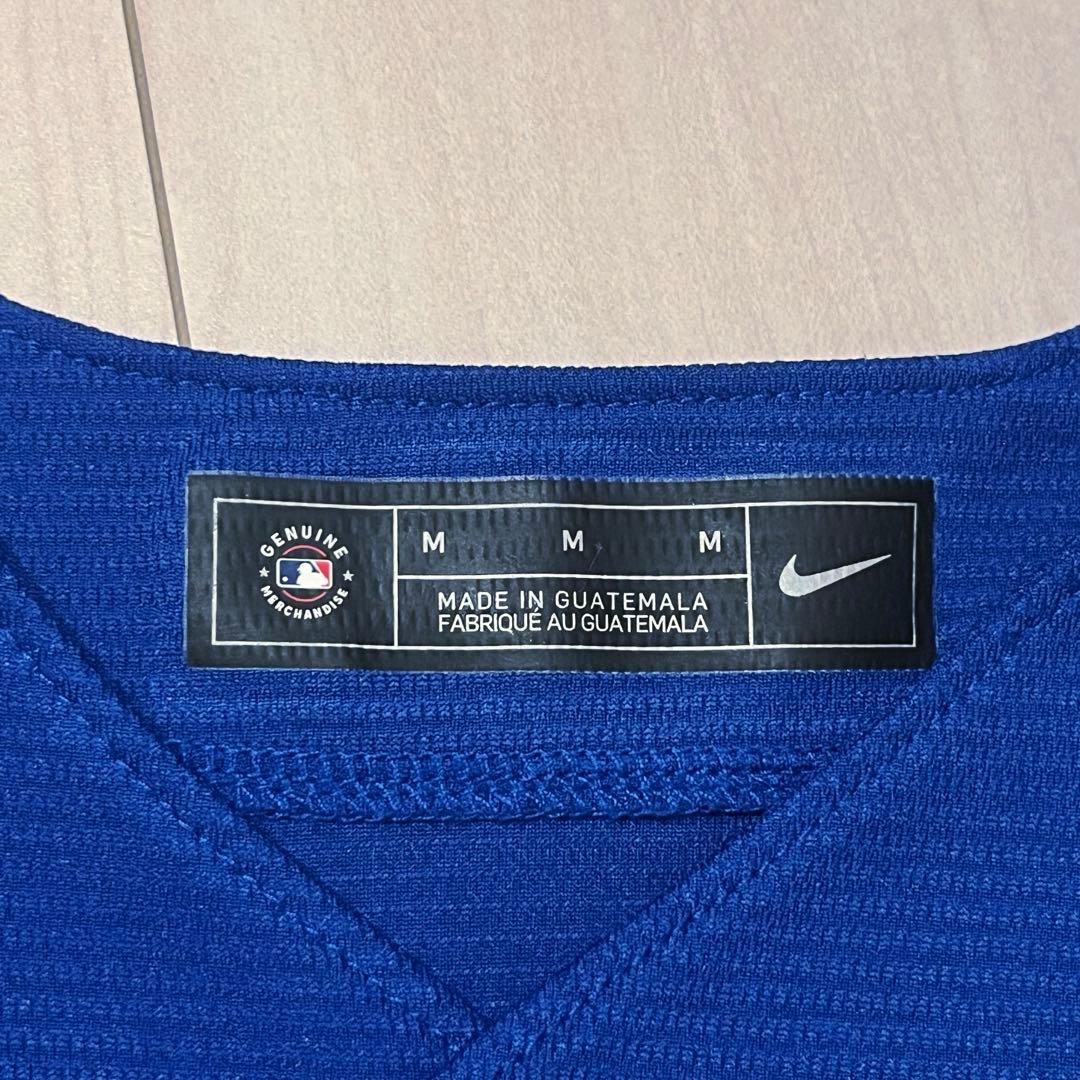 GENUINE
MERCHANDISE
M M M
MADE IN GUATEMALA
FABRIQUÉ AU GUATEMALA